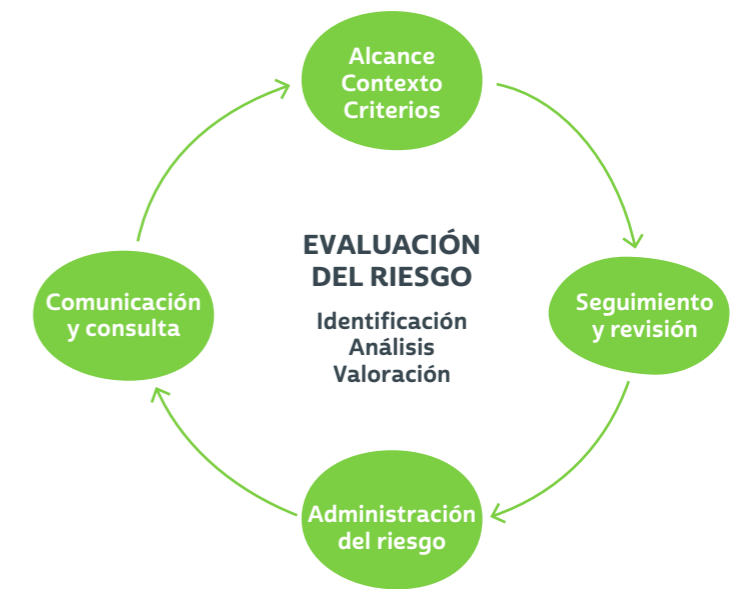 Alcance
Contexto
Criterios
EVALUACIÓN
DEL RIESGO
Identificación
Análisis
Valoración
Comunicación
y consulta
Seguimiento
y revisión
Administración
del riesgo